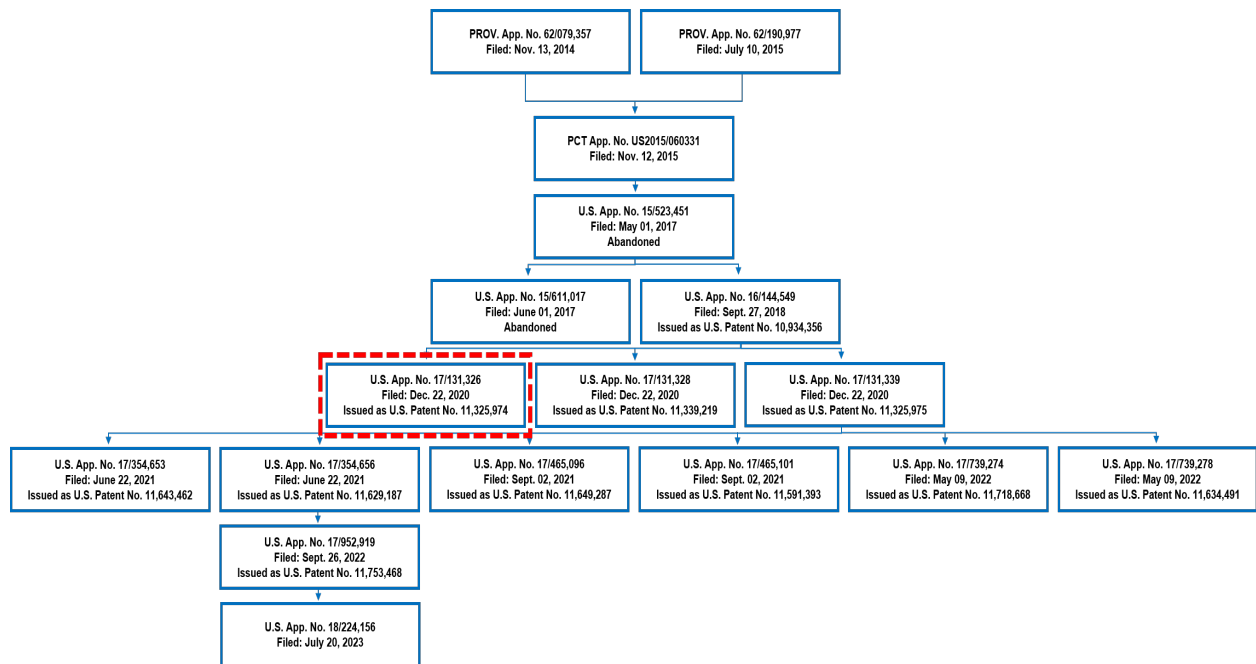 PROV. App. No. 62/079,357
Filed: Nov. 13, 2014
PROV. App. No. 62/190,977
Filed: July 10, 2015
PCT App. No. US2015/060331
Filed: Nov. 12, 2015
U.S. App. No. 15/523,451
Filed: May 01, 2017
Abandoned
U.S. App. No. 15/611,017
Filed: June 01, 2017
Abandoned
U.S. App. No. 16/144,549
Filed: Sept. 27, 2018
Issued as U.S. Patent No. 10,934,356
U.S. App. No. 17/131,326
Filed: Dec. 22, 2020
Issued as U.S. Patent No. 11,325,974
U.S. App. No. 17/131,328
Filed: Dec. 22, 2020
Issued as U.S. Patent No. 11,339,219
U.S. App. No. 17/131,339
Filed: Dec. 22, 2020
Issued as U.S. Patent No. 11,325,975
U.S. App. No. 17/354,653
Filed: June 22, 2021
Issued as U.S. Patent No. 11,643,462
U.S. App. No. 17/354,656
Filed: June 22, 2021
Issued as U.S. Patent No. 11,629,187
U.S. App. No. 17/465,096
Filed: Sept. 02, 2021
Issued as U.S. Patent No. 11,649,287
U.S. App. No. 17/465,101
Filed: Sept. 02, 2021
Issued as U.S. Patent No. 11,591,393
U.S. App. No. 17/739,274
Filed: May 09, 2022
Issued as U.S. Patent No. 11,718,668
U.S. App. No. 17/739,278
Filed: May 09, 2022
Issued as U.S. Patent No. 11,634,491
U.S. App. No. 17/952,919
Filed: Sept. 26, 2022
Issued as U.S. Patent No. 11,753,468
U.S. App. No. 18/224,156
Filed: July 20, 2023